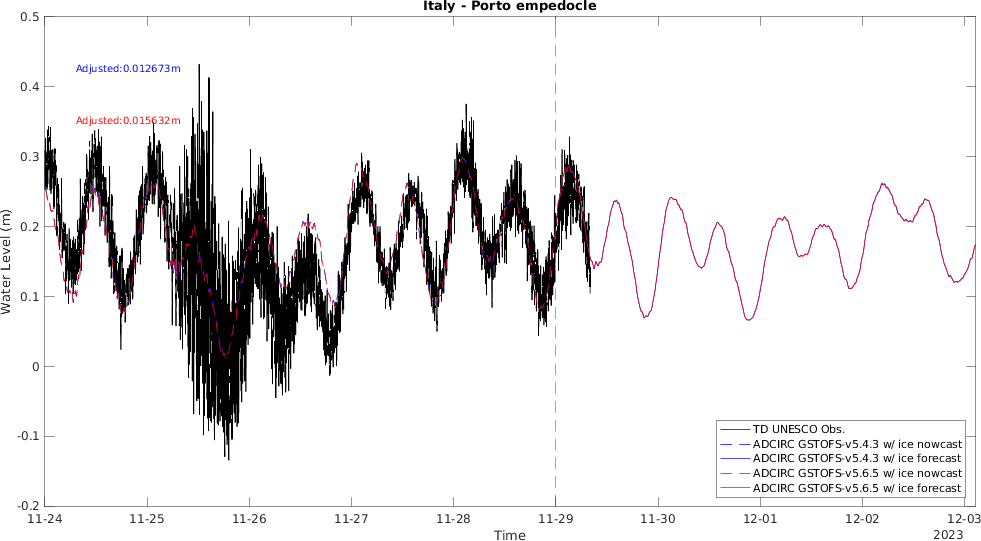 Italy - Porto empedocle
Adjusted:0.012673m
Adjusted:0.015632m
Water Level (m)
0.5
0.4
0.3
0.2
0.1
0
-0.1
-0.2
TD UNESCO Obs.
ADCIRC GSTOFS-v5.4.3 w/ ice nowcast
ADCIRC GSTOFS-v5.4.3 w/ ice forecast
ADCIRC GSTOFS-v5.6.5 w/ ice nowcast
ADCIRC GSTOFS-v5.6.5 w/ ice forecast
11-24 11-25 11-26 11-27 11-28 11-29 11-30 12-01 12-02 12-03
Time
2023